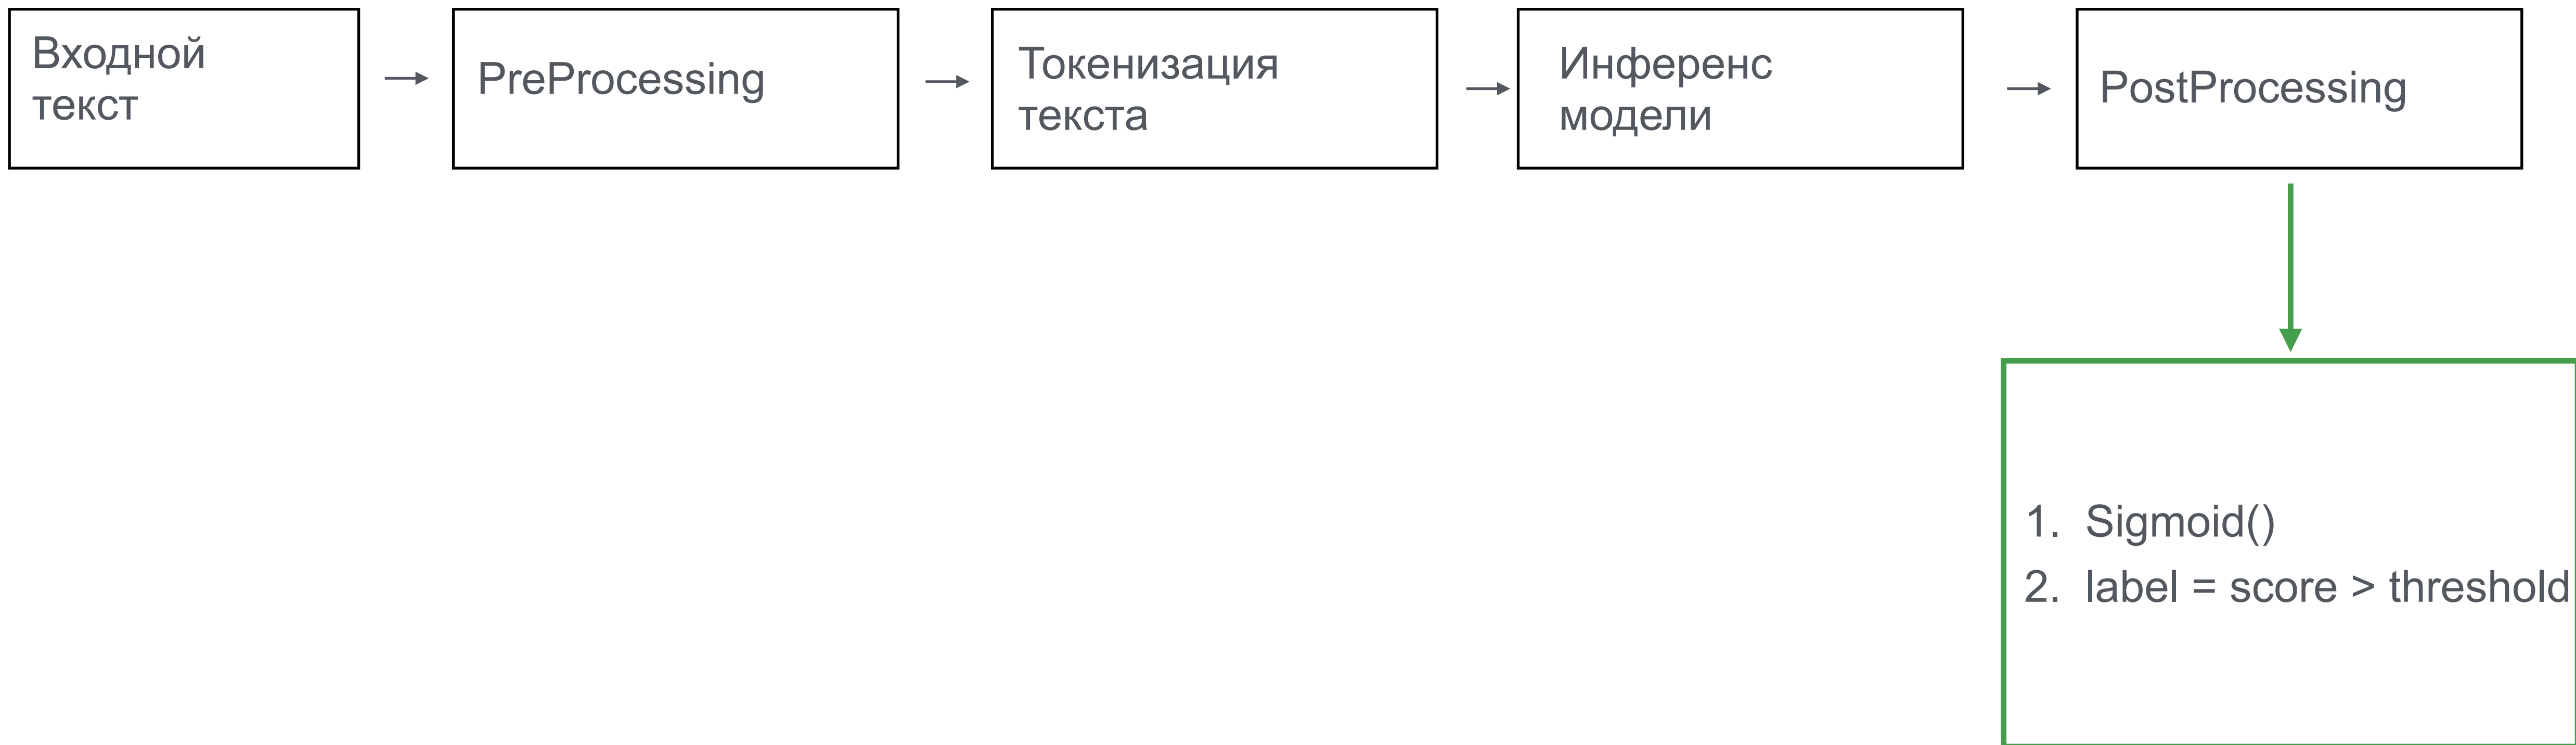 Входной
текст
PreProcessing
Токенизация
текста
Инференс
модели
PostProcessing
1. Sigmoid()
2. label = score > threshold